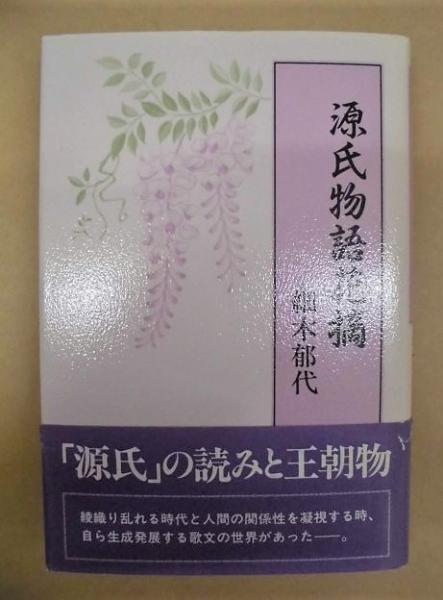 源氏物語摘
細木郁代
「源氏」の読みと王朝物
綾織り乱れる時代と人間の関係性を凝視する時、
自ら生成発展する歌文の世界があった――。